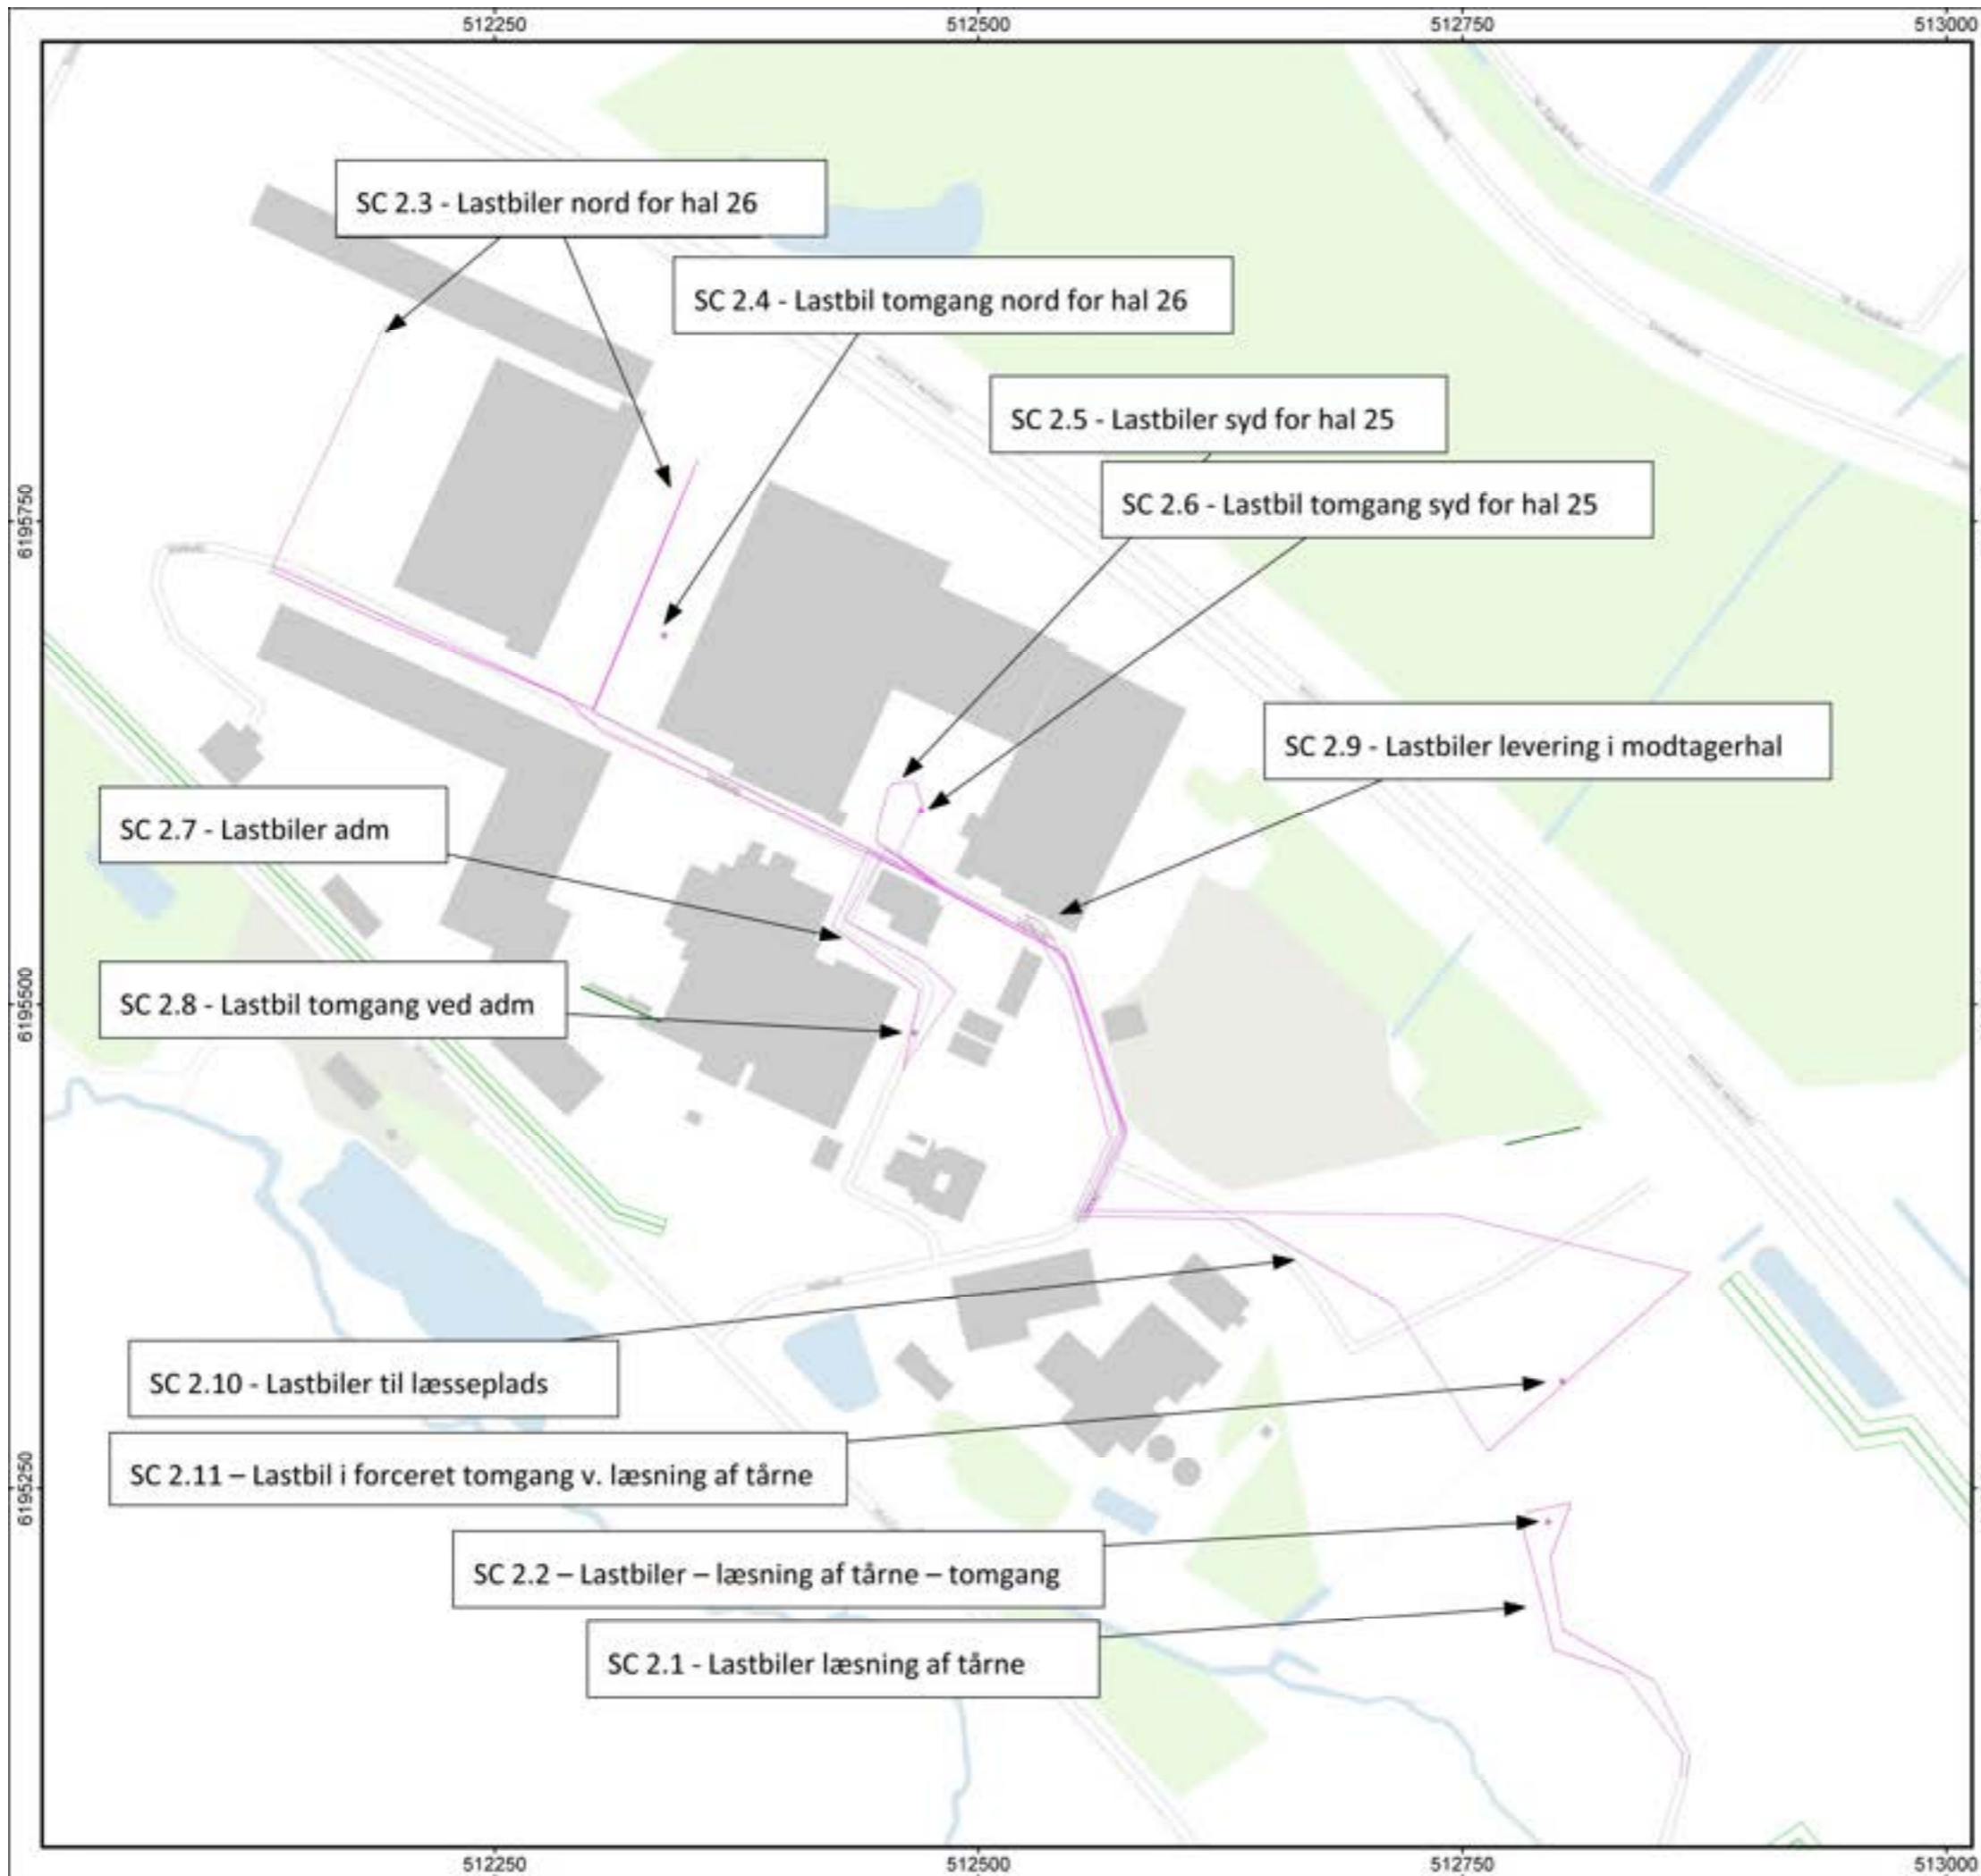 512250
512500
512750
513000
SC 2.3 - Lastbiler nord for hal 26
SC 2.4 - Lastbil tomgang nord for hal 26
SC 2.5 - Lastbiler syd for hal 25
6195750
SC 2.6 - Lastbil tomgang syd for hal 25
SC 2.9 - Lastbiler levering i modtagerhal
SC 2.7 - Lastbiler adm
6195500
SC 2.8 - Lastbil tomgang ved adm
SC 2.10 - Lastbiler til læsseplads
SC 2.11 – Lastbil i forceret tomgang v. læsning af tårne
6195250
SC 2.2 – Lastbiler – læsning af tårne – tomgang
SC 2.1 - Lastbiler læsning af tårne
512250
512500
512750
513000